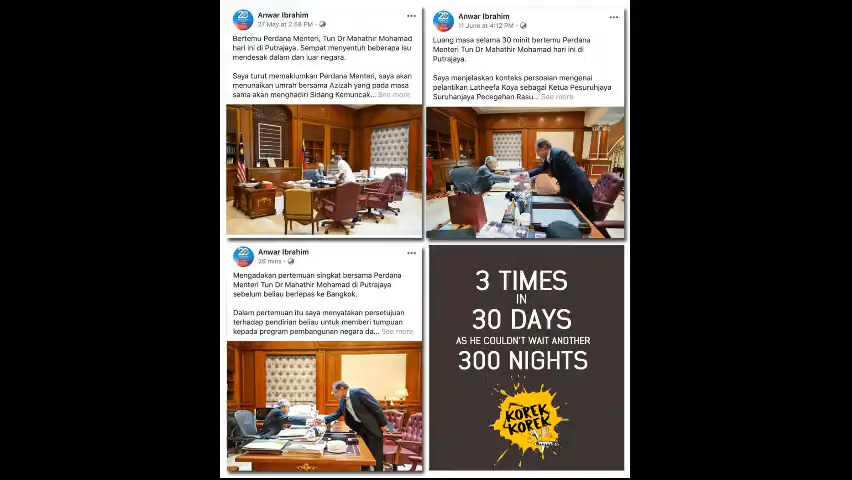 Anwar Ibrahim
27 May at 2:58 PM
Bertemu Perdana Menteri, Tun Dr Mahathir Mohamad
hari ini di Putrajaya. Sempat menyentuh beberapa isu
mendesak dalam dan luar negara.
Saya turut memaklumkan Perdana Menteri, saya akan
menunaikan umrah bersama Azizah yang pada masa
sama akan menghadiri Sidang Kemuncak... See more
Anwar Ibrahim
11 June at 4:12 PM
Luang masa selama 30 minit bertemu Perdana
Menteri Tun Dr Mahathir Mohamad hari ini di
Putrajaya.
Saya menjelaskan konteks persoalan mengenai
pelantikan Latheefa Koya sebagai Ketua Pesuruhjaya
Suruhanjaya Pecegahan Rasu... See more
Anwar Ibrahim
26 mins
Mengadakan pertemuan singkat bersama Perdana
Menteri Tun Dr Mahathir Mohamad di Putrajaya
sebelum beliau berlepas ke Bangkok.
Dalam pertemuan itu saya menyatakan persetujuan
terhadap pendirian beliau untuk memberi tumpuan
kepada program pembangunan negara da... See more
3 TIMES
IN
30 DAYS
AS HE COULDN'T WAIT ANOTHER
300 NIGHTS
KOREK
KOREK